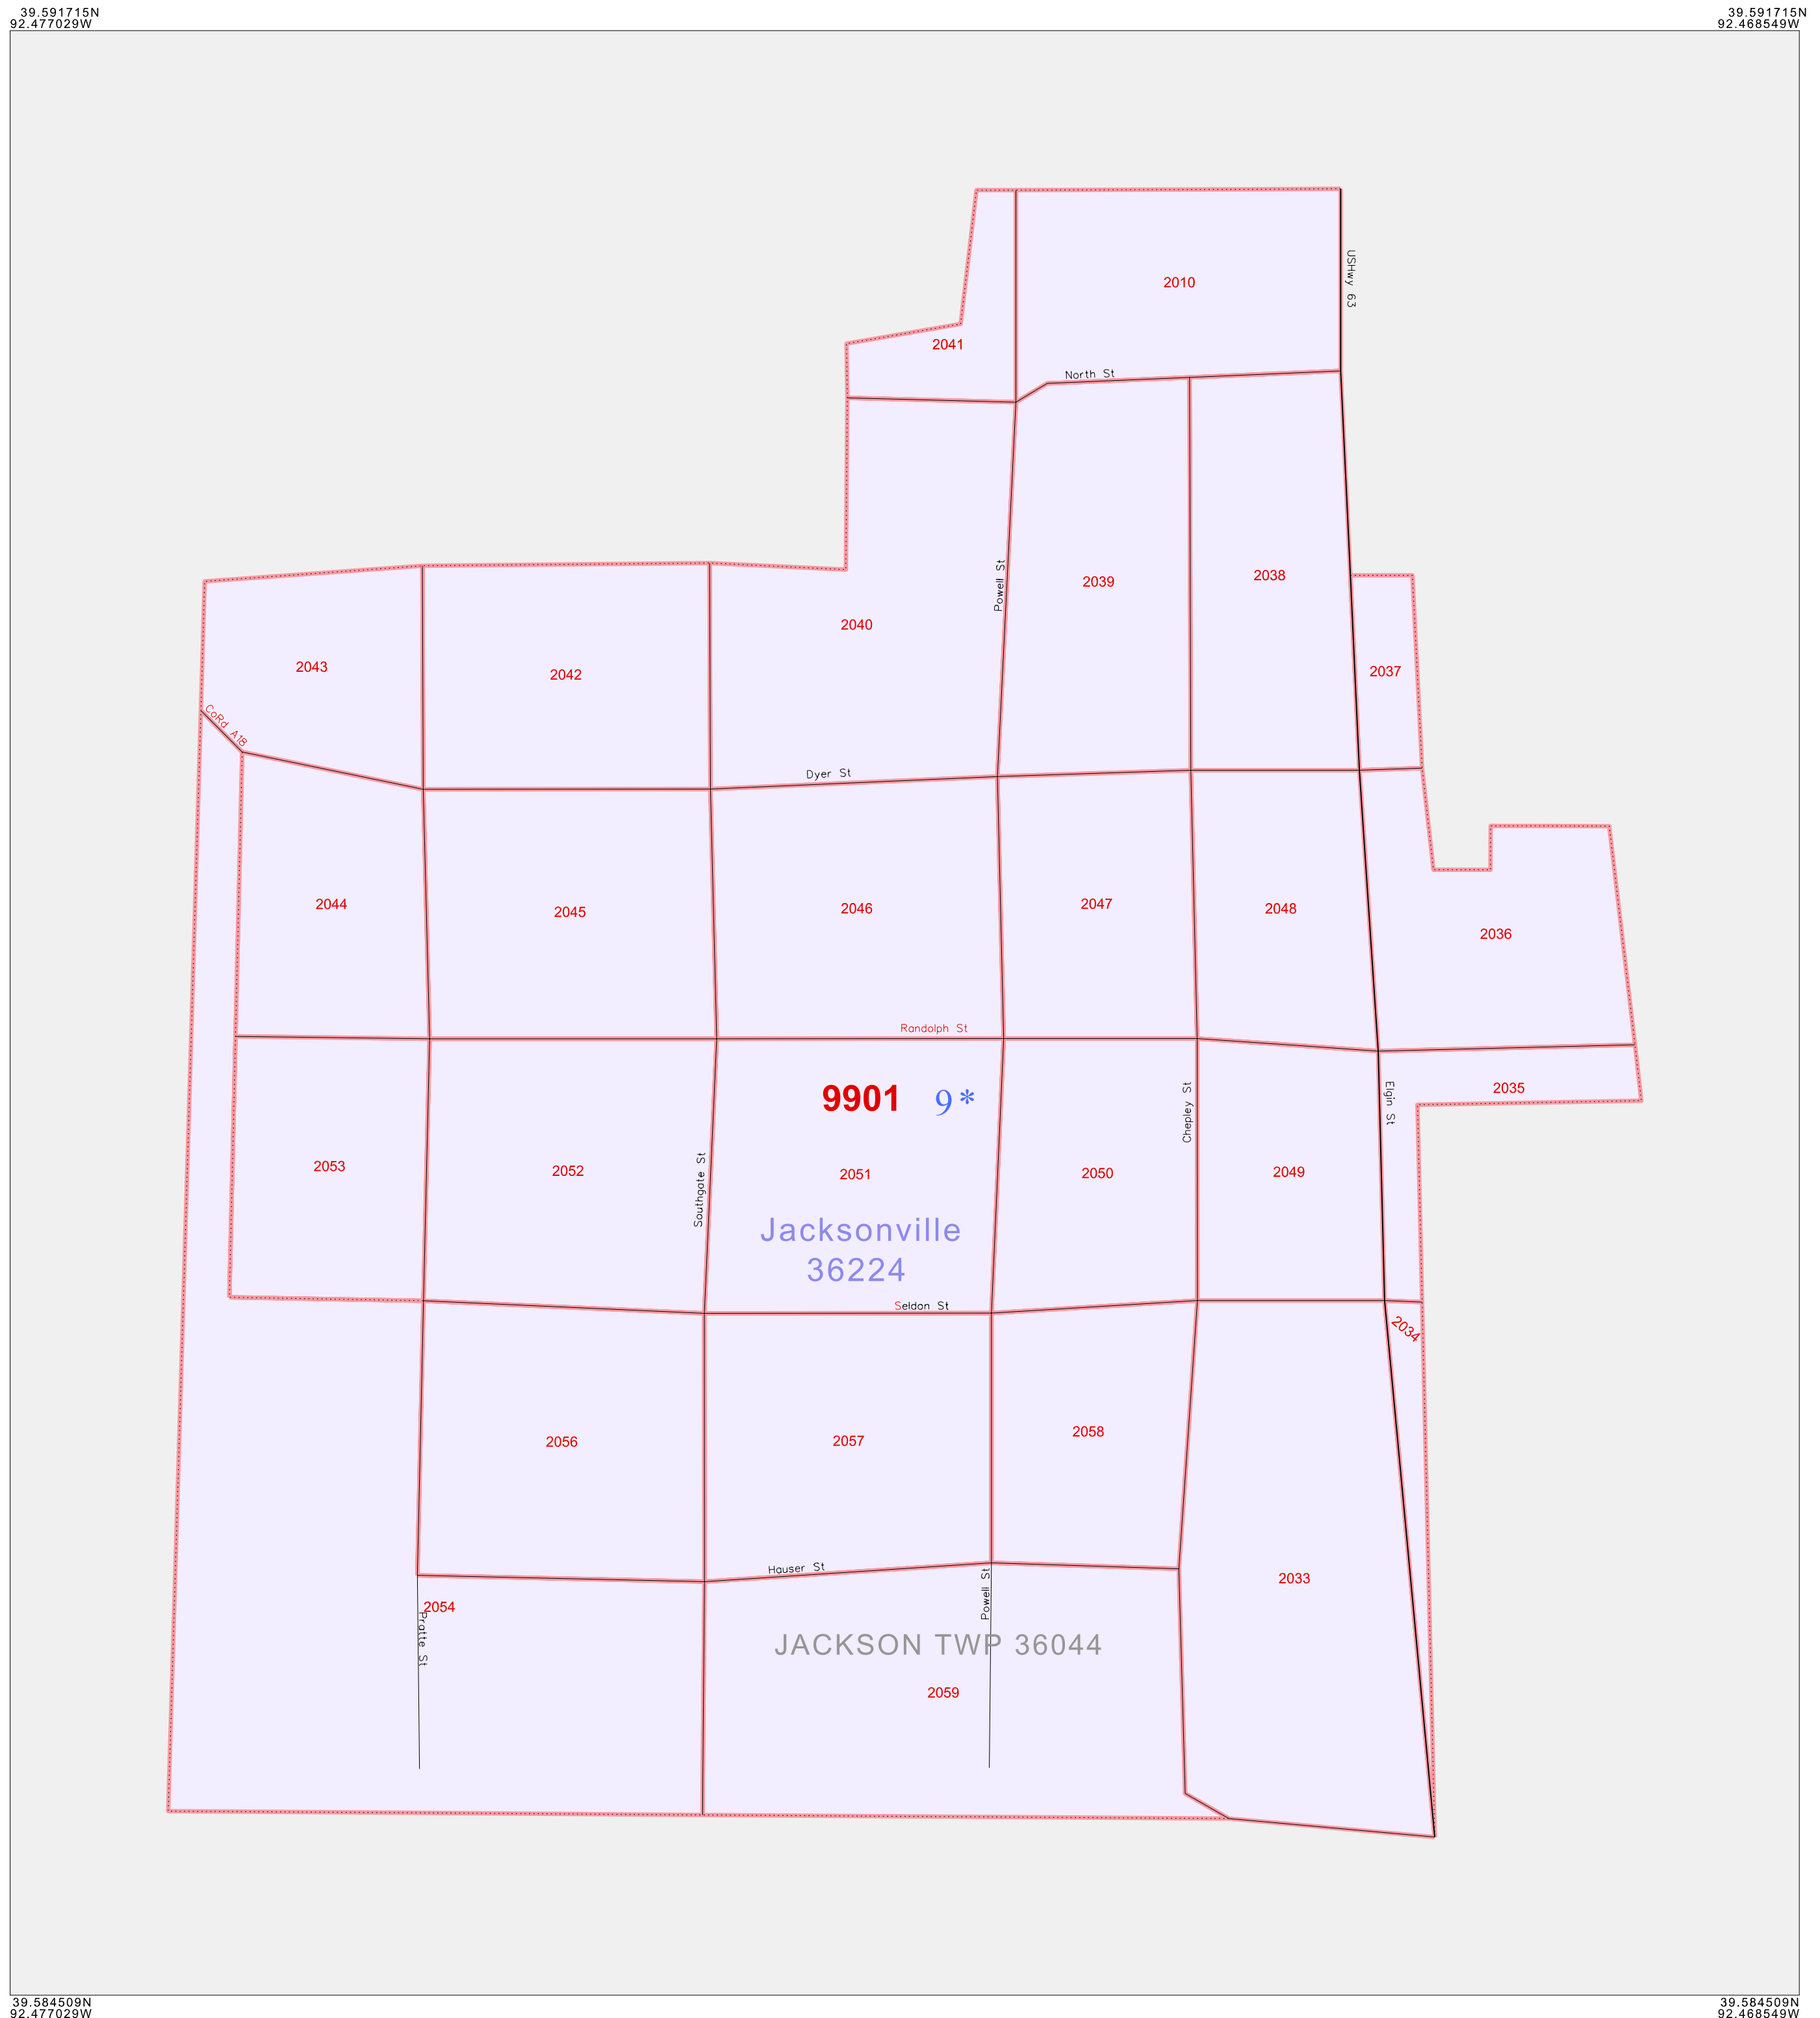 39.591715N
92.477029W
39.591715N
92.468549W
USHwy 63
2010
2041
North St
Powell St
2038
2039
2040
2043
2037
2042
CoRd A18
Dyer St
2044
2047
2046
2048
2045
2036
Randolph St
9901 9*
2035
Chepley St
Elgin St
2053
2052
2051
2050
2049
Southgate St
Jacksonville
36224
Seldon St
2034
2056
2057
2058
Hauser St
2033
Powell St
2054
Pratte St
JACKSON TWP 36044
2059
39.584509N
92.477029W
39.584509N
92.468549W